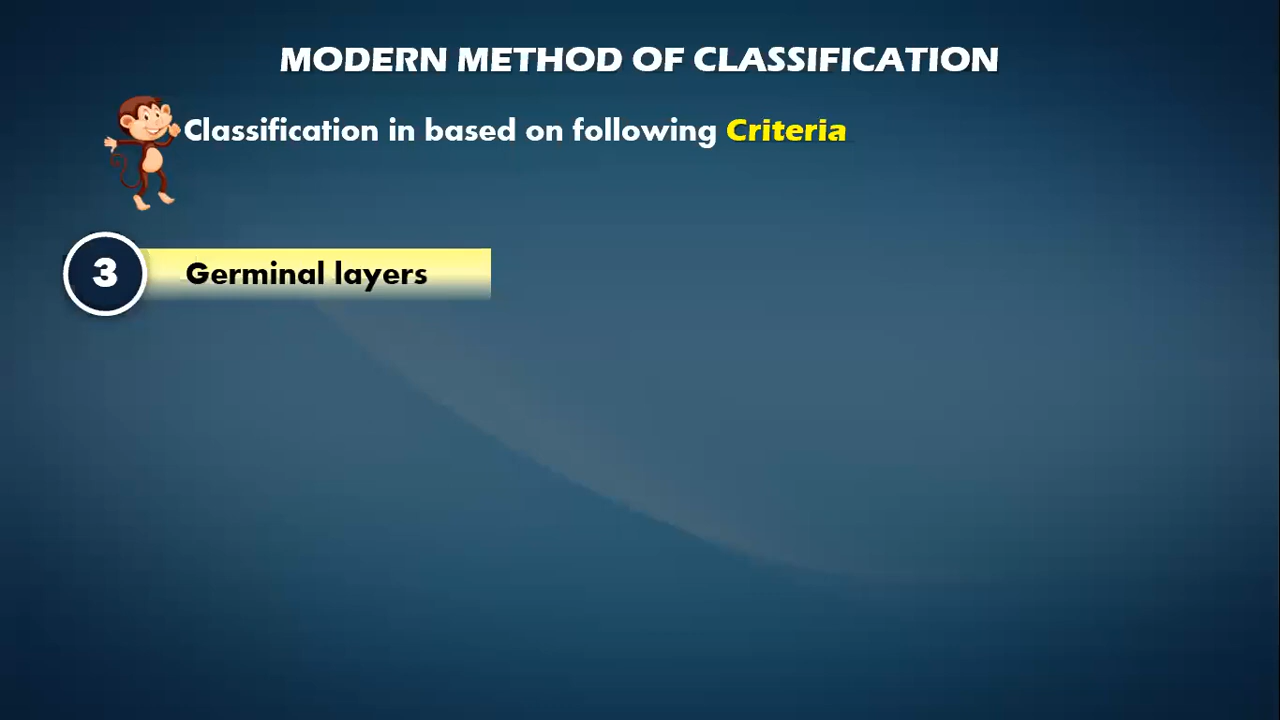 MODERN METHOD OF CLASSIFICATION
Classification in based on following Criteria
3 Germinal layers